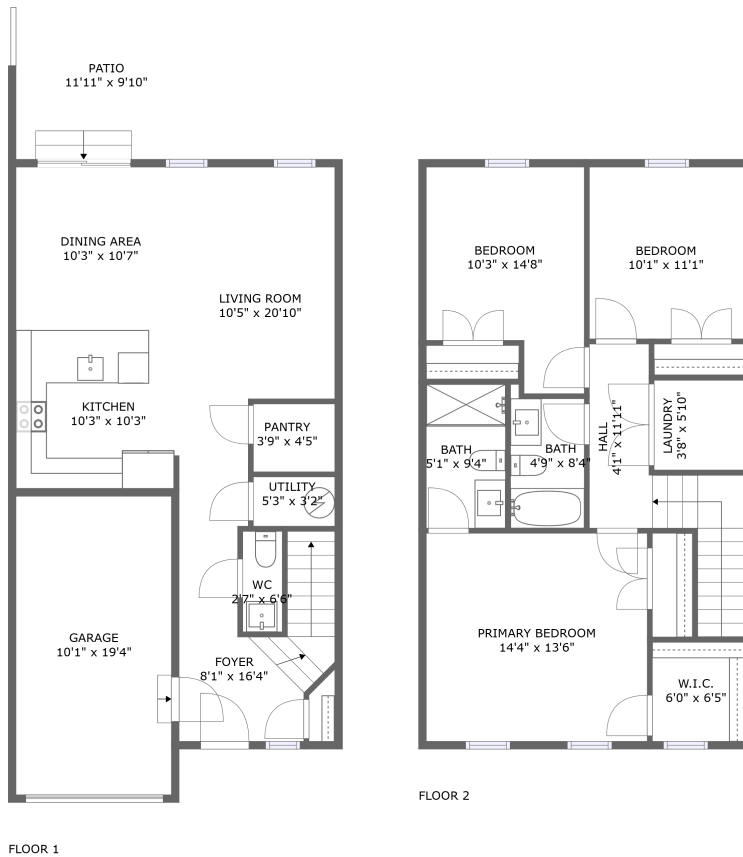 PATIO
11'11" x 9'10"
DINING AREA
10'3" x 10'7"
LIVING ROOM
10'5" x 20'10"
KITCHEN
10'3" x 10'3"
PANTRY
3'9" x 4'5"
UTILITY
5'3" x 3'2"
WC
2'7" x 6'6"
GARAGE
10'1" x 19'4"
FOYER
8'1" x 16'4"
FLOOR 1
BEDROOM
10'3" x 14'8"
BEDROOM
10'1" x 11'1"
HALL
4'1" x 11'11"
LAUNDRY
3'8" x 5'10"
BATH
5'1" x 9'4"
BATH
4'9" x 8'4"
PRIMARY BEDROOM
14'4" x 13'6"
W.I.C.
6'0" x 6'5"
FLOOR 2